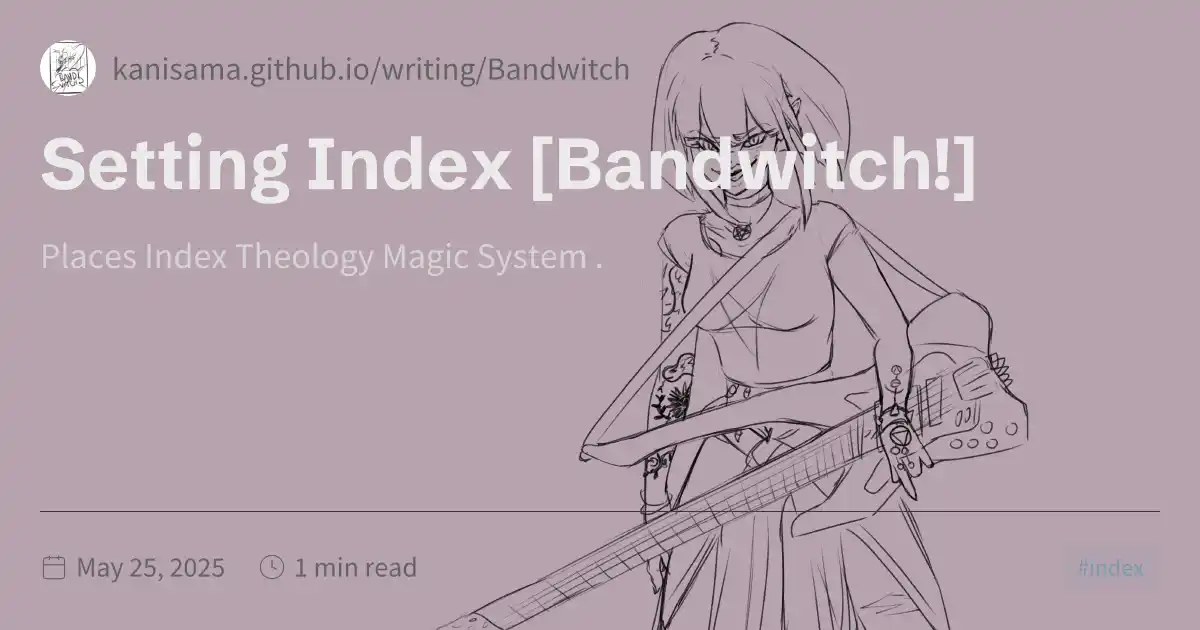 kanisama.github.io/writing/Bandwitch
Setting Index [Bandwitch!]
Places Index Theology Magic System .
May 25, 2025
1 min read
#index